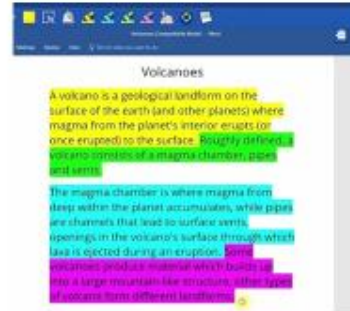 Volcanoes
A volcano is a geological landform on the
surface of the earth (and other planets) where
magma from the planet's interior erupts (or
once erupted) to the surface. Roughly defined, a
volcano consists of a magma chamber, pipes
and vents.
The magma chamber is where magma from
deep within the planet accumulates, while pipes
are channels that lead to surface vents,
openings in the volcano's surface through which
lava is ejected during an eruption. Some
volcanoes produce material which builds up
into a large mountain-like structure, other types
of volcano form different landforms.